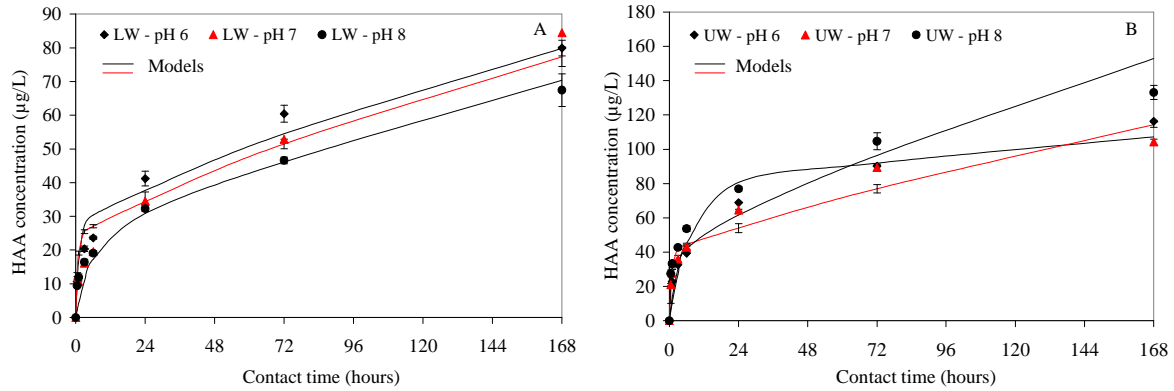 90
80
70
60
50
40
30
20
10
0
HAA concentration (µg/L)
LW - pH 6 LW - pH 7 LW - pH 8
Models
A
0 24 48 72 96 120 144 168
Contact time (hours)
180
160
140
120
100
80
60
40
20
0
HAA concentration (µg/L)
UW - pH 6 UW - pH 7 UW - pH 8
Models
B
0 24 48 72 96 120 144 168
Contact time (hours)